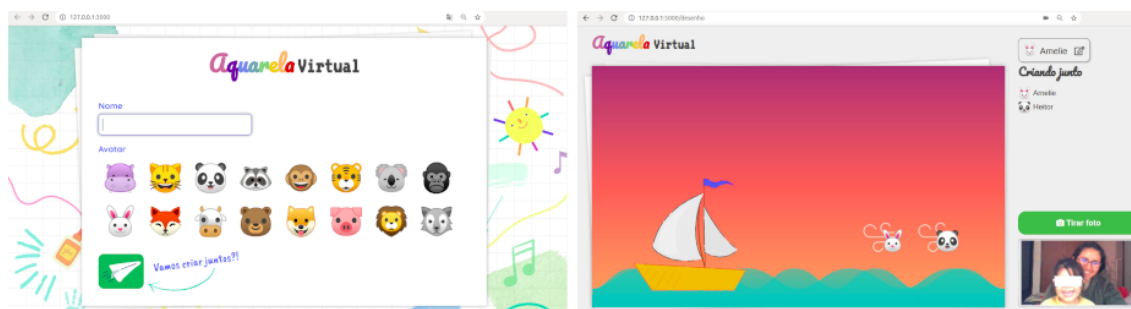 127.0.0.1:3000
Aquarela Virtual
Nome
Avatar
Vamos criar juntos?!
127.0.0.1:3000/desenho
Aquarela Virtual
Amelie
Criando junto
Amelie
Heitor
Tirar foto